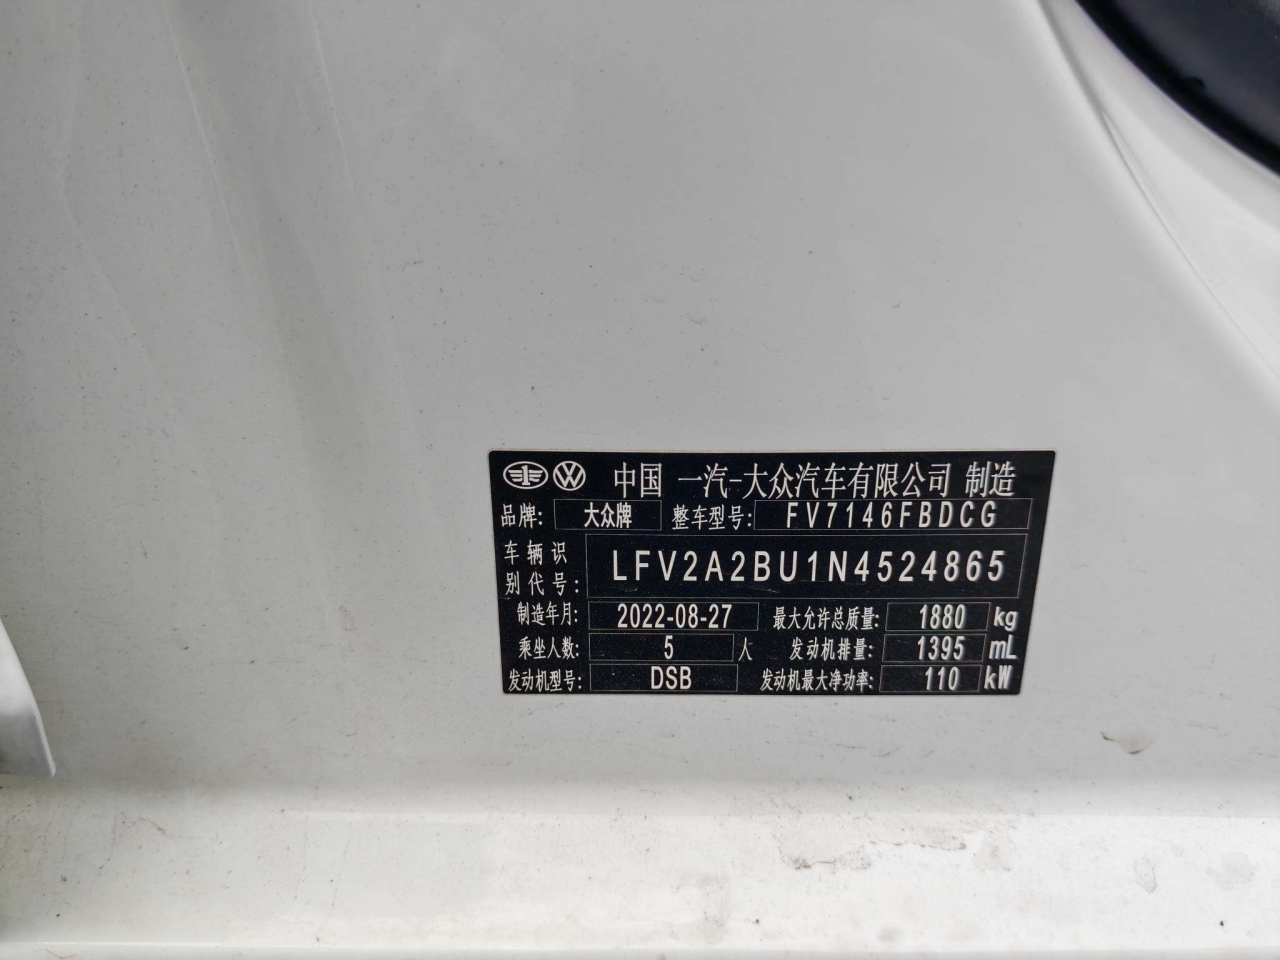 中国 一汽-大众汽车有限公司 制造
品牌: 大众牌 整车型号: FV7146FBDCG
车辆识别代号: LFV2A2BU1N4524865
制造年月: 2022-08-27 最大允许总质量: 1880 kg
乘坐人数: 5 人 发动机排量: 1395 mL
发动机型号: DSB 发动机最大净功率: 110 kW